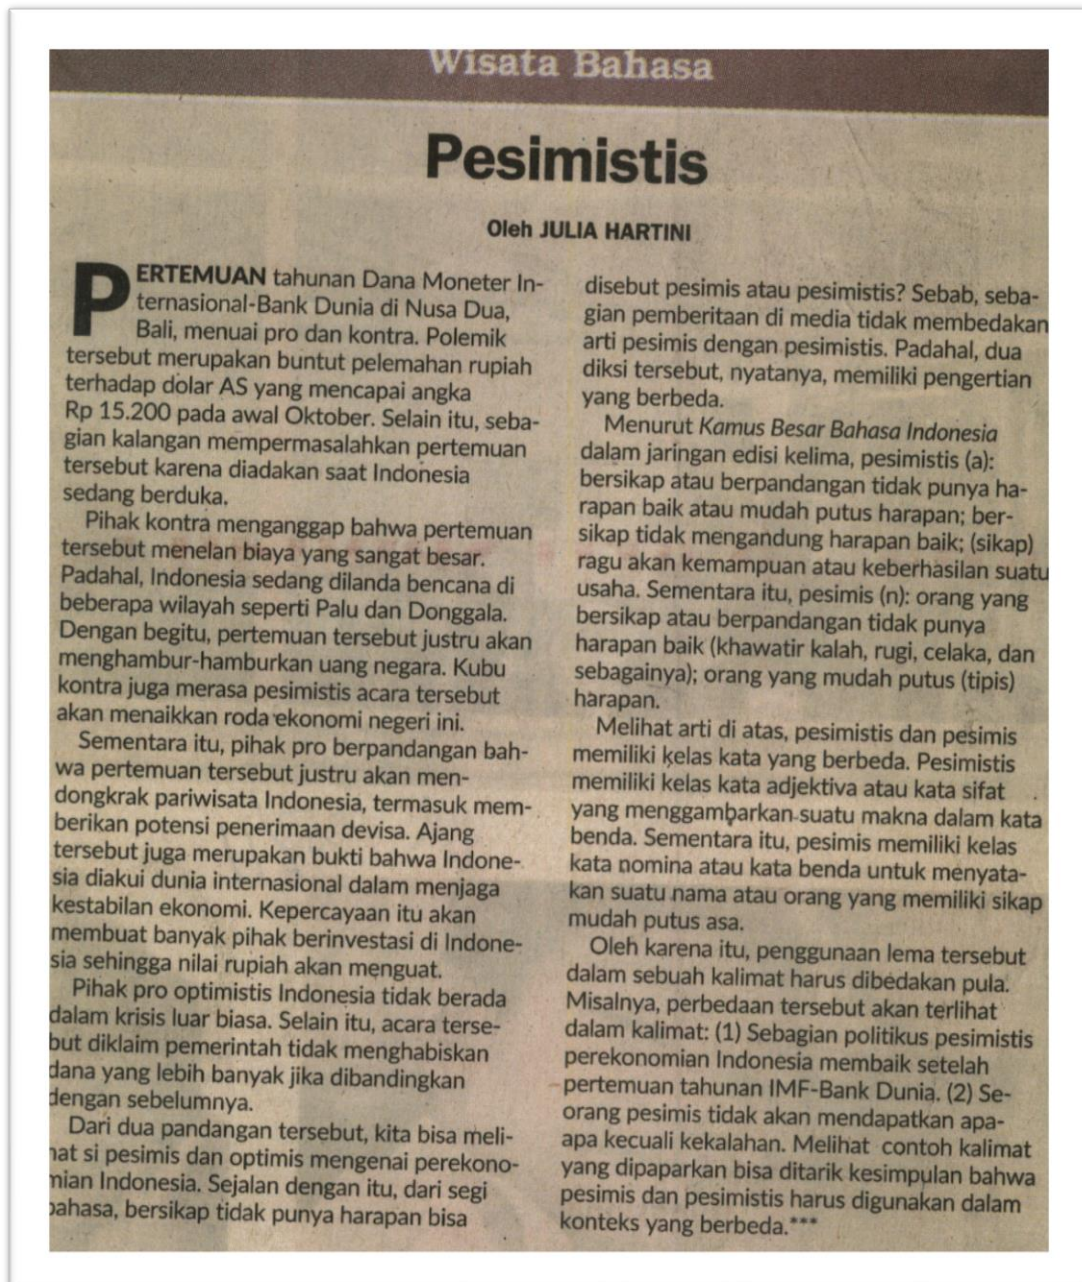 Wisata Bahasa
Pesimistis
Oleh JULIA HARTINI
PERTEMUAN tahunan Dana Moneter In-
ternasional-Bank Dunia di Nusa Dua,
Bali, menuai pro dan kontra. Polemik
tersebut merupakan buntut pelemahan rupiah
terhadap dolar AS yang mencapai angka
Rp 15.200 pada awal Oktober. Selain itu, seba-
gian kalangan mempermasalahkan pertemuan
tersebut karena diadakan saat Indonesia
sedang berduka.
Pihak kontra menganggap bahwa pertemuan
tersebut menelan biaya yang sangat besar.
Padahal, Indonesia sedang dilanda bencana di
beberapa wilayah seperti Palu dan Donggala.
Dengan begitu, pertemuan tersebut justru akan
menghambur-hamburkan uang negara. Kubu
kontra juga merasa pesimistis acara tersebut
akan menaikkan roda ekonomi negeri ini.
Sementara itu, pihak pro berpandangan bah-
wa pertemuan tersebut justru akan men-
dongkrak pariwisata Indonesia, termasuk mem-
berikan potensi penerimaan devisa. Ajang
tersebut juga merupakan bukti bahwa Indone-
sia diakui dunia internasional dalam menjaga
kestabilan ekonomi. Kepercayaan itu akan
membuat banyak pihak berinvestasi di Indone-
sia sehingga nilai rupiah akan menguat.
Pihak pro optimistis Indonesia tidak berada
dalam krisis luar biasa. Selain itu, acara terse-
but diklaim pemerintah tidak menghabiskan
dana yang lebih banyak jika dibandingkan
dengan sebelumnya.
Dari dua pandangan tersebut, kita bisa meli-
hat si pesimis dan optimis mengenai perekono-
mian Indonesia. Sejalan dengan itu, dari segi
bahasa, bersikap tidak punya harapan bisa
disebut pesimis atau pesimistis? Sebab, seba-
gian pemberitaan di media tidak membedakan
arti pesimis dengan pesimistis. Padahal, dua
diksi tersebut, nyatanya, memiliki pengertian
yang berbeda.
Menurut Kamus Besar Bahasa Indonesia
dalam jaringan edisi kelima, pesimistis (a):
bersikap atau berpandangan tidak punya ha-
rapan baik atau mudah putus harapan; ber-
sikap tidak mengandung harapan baik; (sikap)
ragu akan kemampuan atau keberhasilan suatu
usaha. Sementara itu, pesimis (n): orang yang
bersikap atau berpandangan tidak punya
harapan baik (khawatir kalah, rugi, celaka, dan
sebagainya); orang yang mudah putus (tipis)
harapan.
Melihat arti di atas, pesimistis dan pesimis
memiliki kelas kata yang berbeda. Pesimistis
memiliki kelas kata adjektiva atau kata sifat
yang menggambarkan suatu makna dalam kata
benda. Sementara itu, pesimis memiliki kelas
kata nomina atau kata benda untuk menyata-
kan suatu nama atau orang yang memiliki sikap
mudah putus asa.
Oleh karena itu, penggunaan lema tersebut
dalam sebuah kalimat harus dibedakan pula.
Misalnya, perbedaan tersebut akan terlihat
dalam kalimat: (1) Sebagian politikus pesimistis
perekonomian Indonesia membaik setelah
pertemuan tahunan IMF-Bank Dunia. (2) Se-
orang pesimis tidak akan mendapatkan apa-
apa kecuali kekalahan. Melihat contoh kalimat
yang dipaparkan bisa ditarik kesimpulan bahwa
pesimis dan pesimistis harus digunakan dalam
konteks yang berbeda.***